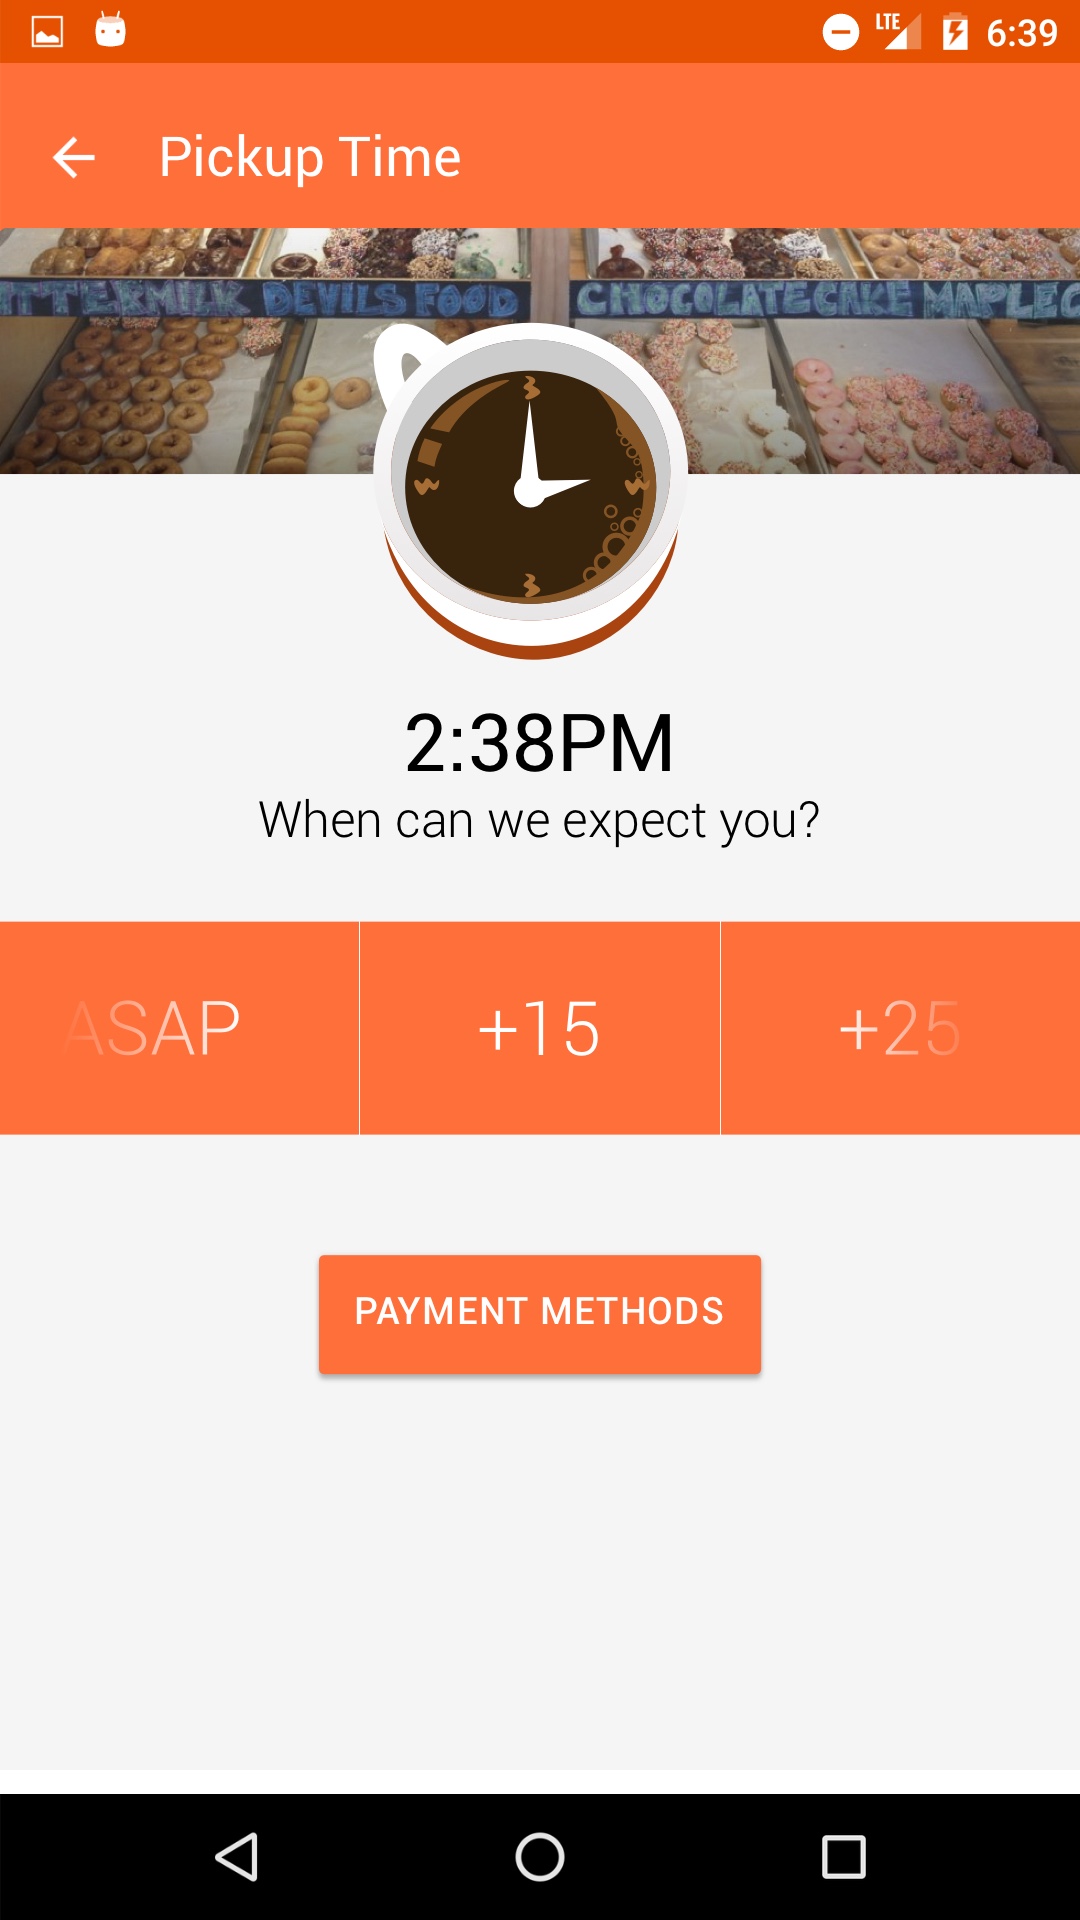 LTE 6:39
Pickup Time
TTERMILK DEVILS FOOD CHOCOLATE CAKE MAPLE C
2:38PM
When can we expect you?
ASAP +15 +25
PAYMENT METHODS